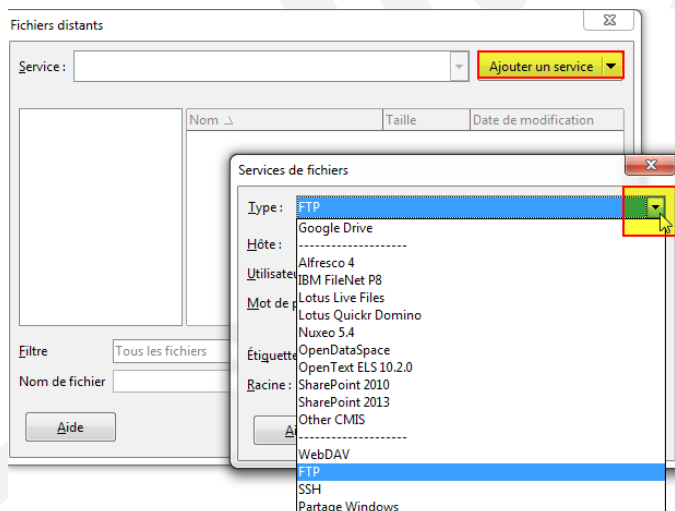 Fichiers distants
Service :
Ajouter un service
Nom Taille Date de modification
Services de fichiers
Type : FTP
Google Drive
Hôte :
--------------------
Alfresco 4
IBM FileNet P8
Lotus Live Files
Lotus Quickr Domino
Nuxeo 5.4
OpenDataSpace
OpenText ELS 10.2.0
SharePoint 2010
SharePoint 2013
Other CMIS
--------------------
WebDAV
FTP
SSH
Partage Windows
Utilisateu
Mot de p
Étiquette
Racine :
Ai
Filtre Tous les fichiers
Nom de fichier
Aide